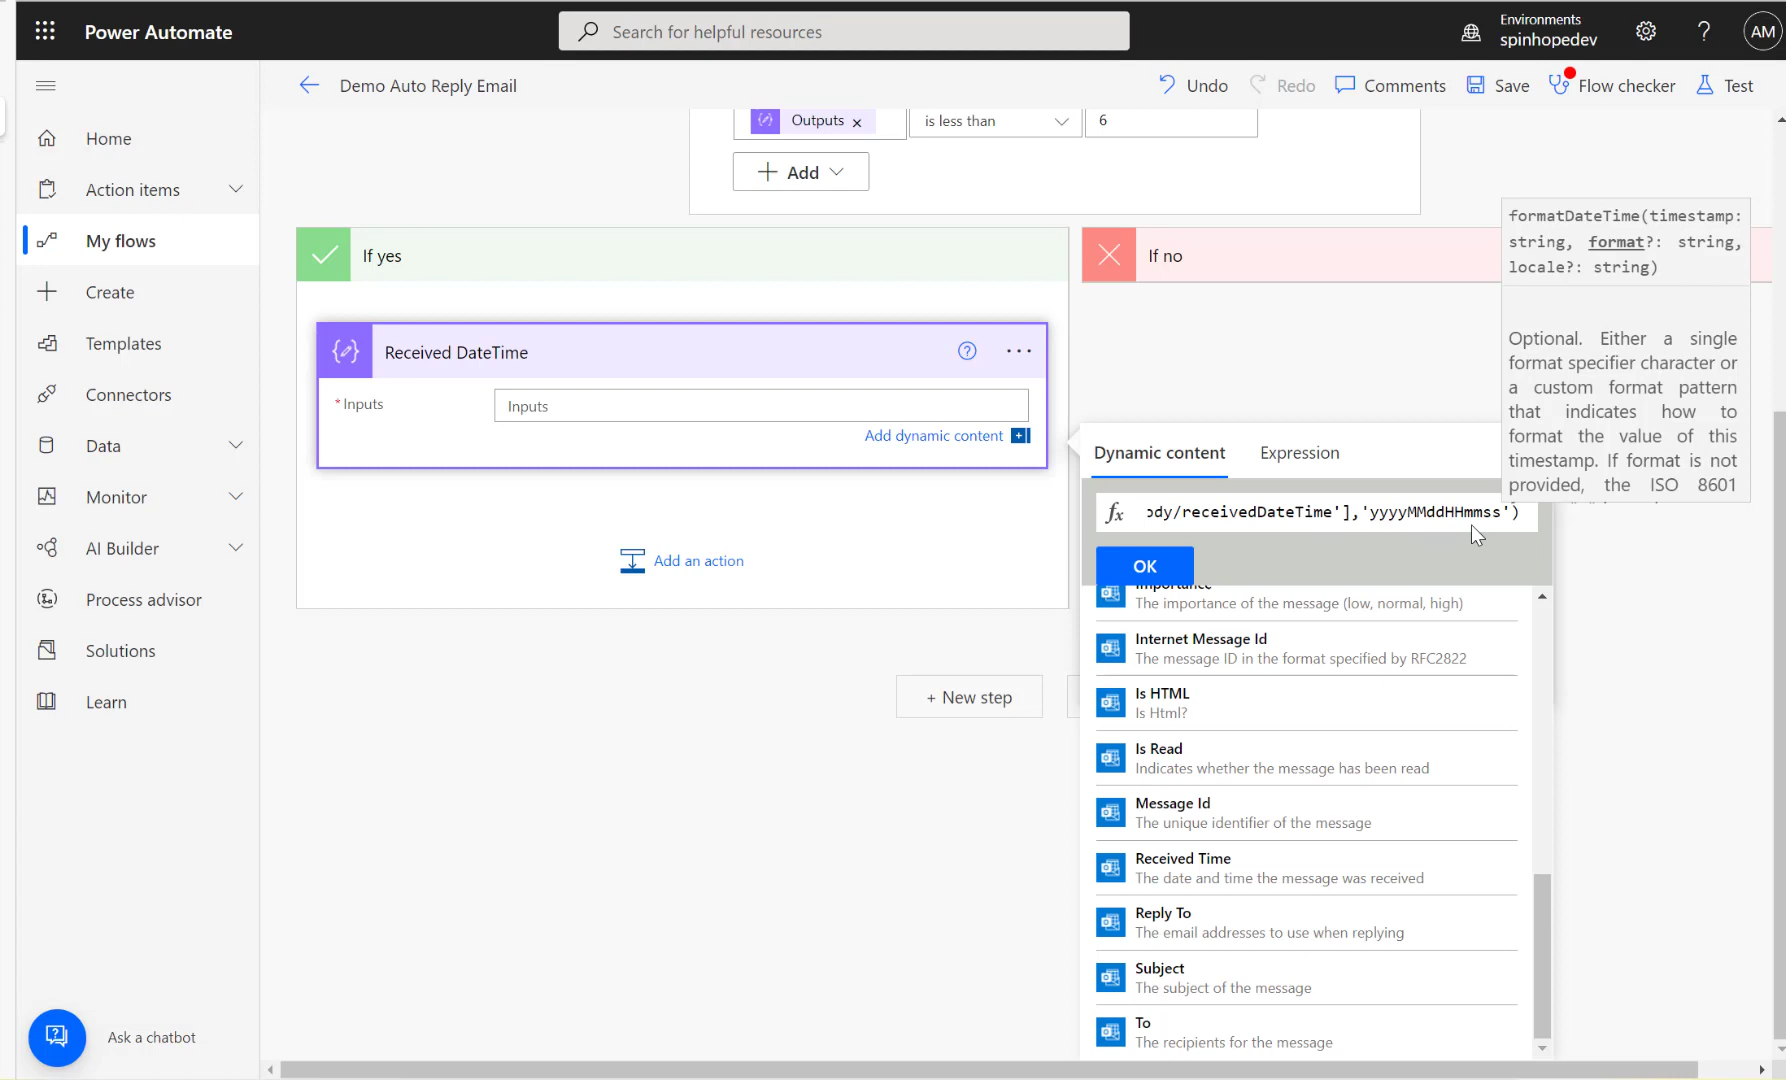 Power Automate
Search for helpful resources
Environments
spinhopedev
?
AM
Demo Auto Reply Email
Undo
Redo
Comments
Save
Flow checker
Test
Home
Action items
My flows
Create
Templates
Connectors
Data
Monitor
AI Builder
Process advisor
Solutions
Learn
Ask a chatbot
Outputs ×
is less than
6
+ Add
If yes
If no
Received DateTime
?
...
*Inputs
Inputs
Add dynamic content
Add an action
+ New step
formatDateTime(timestamp:
string, format?: string,
locale?: string)
Optional. Either a single
format specifier character or
a custom format pattern
that indicates how to
format the value of this
timestamp. If format is not
provided, the ISO 8601
Dynamic content
Expression
fx
ody/receivedDateTime'],'yyyyMMddHHmmss')
OK
Importance
The importance of the message (low, normal, high)
Internet Message Id
The message ID in the format specified by RFC2822
Is HTML
Is Html?
Is Read
Indicates whether the message has been read
Message Id
The unique identifier of the message
Received Time
The date and time the message was received
Reply To
The email addresses to use when replying
Subject
The subject of the message
To
The recipients for the message